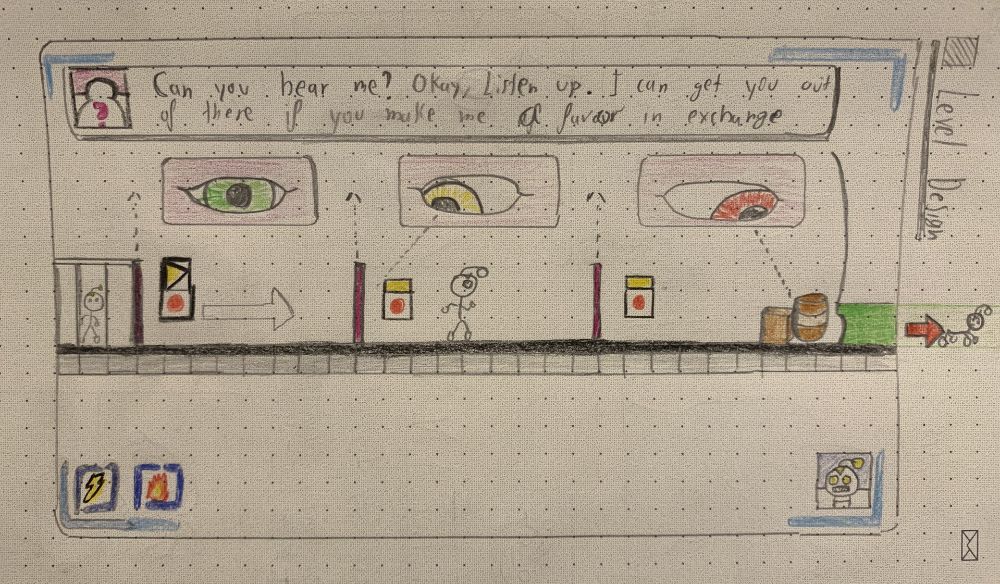 Can you hear me? Okay, Listen up. I can get you out
of there if you make me a favor in exchange
?
Level Design